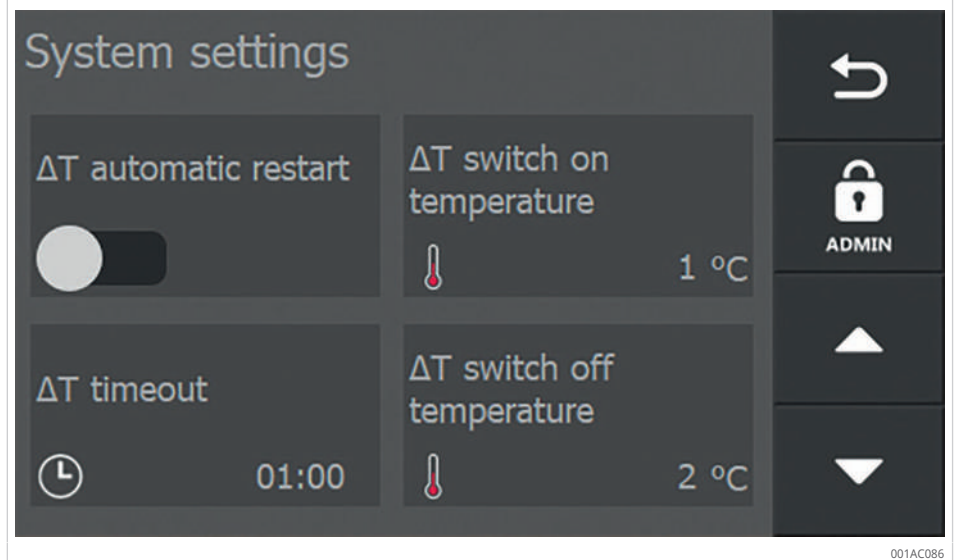 System settings
ΔT automatic restart
ΔT switch on
temperature
1 °C
ΔT timeout
01:00
ΔT switch off
temperature
2 °C
ADMIN
001AC086